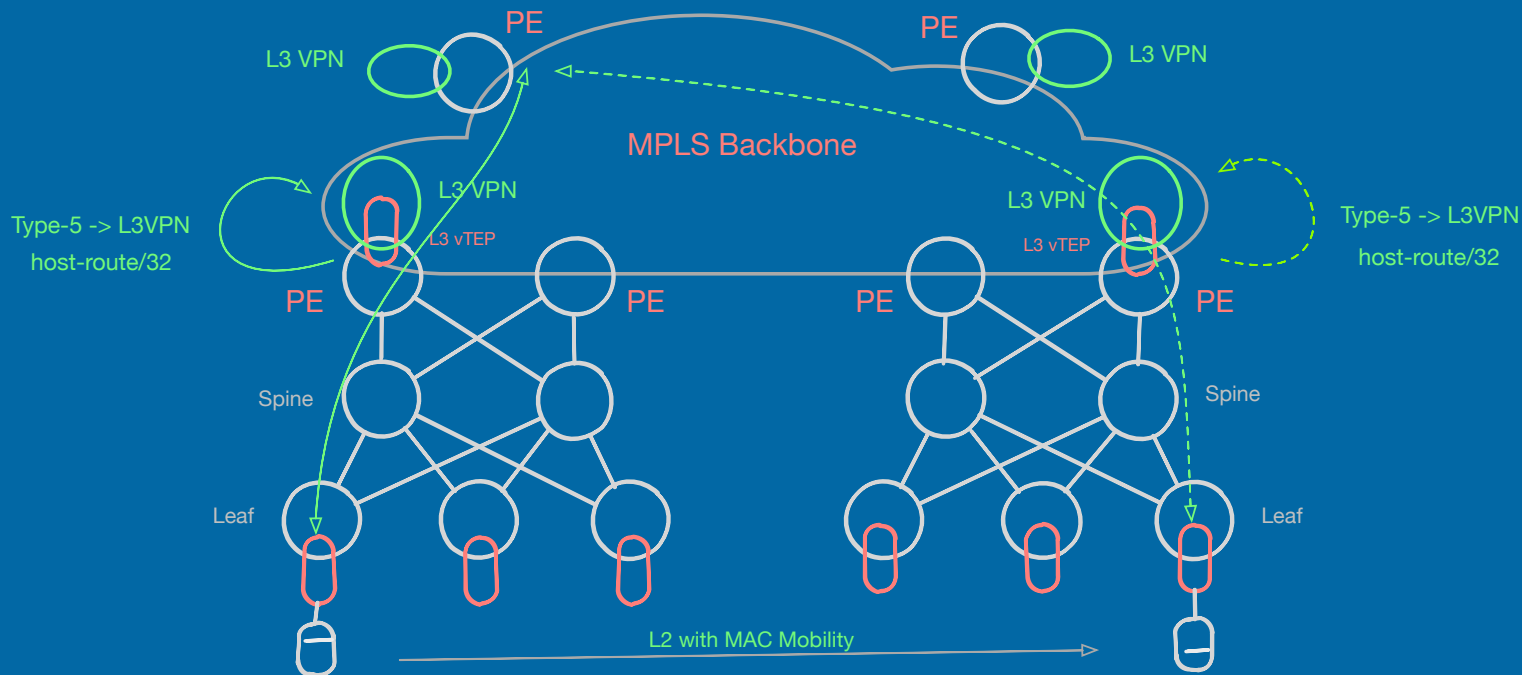 PE
PE
L3 VPN
L3 VPN
MPLS Backbone
L3 VPN
L3 VPN
Type-5 -> L3VPN
host-route/32
L3 vTEP
L3 vTEP
Type-5 -> L3VPN
host-route/32
PE
PE
PE
PE
Spine
Spine
Leaf
Leaf
L2 with MAC Mobility